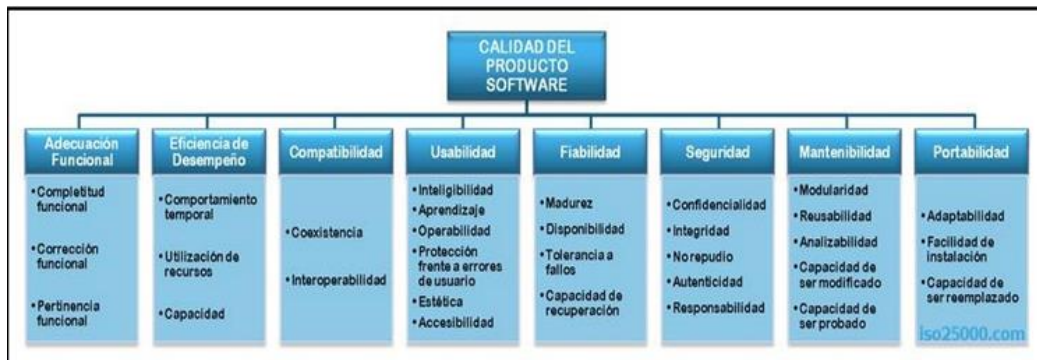 CALIDAD DEL
PRODUCTO
SOFTWARE
Adecuación
Funcional
•Completitud
funcional
•Corrección
funcional
•Pertinencia
funcional
Eficiencia de
Desempeño
•Comportamiento
temporal
•Utilización de
recursos
•Capacidad
Compatibilidad
•Coexistencia
•Interoperabilidad
Usabilidad
•Inteligibilidad
•Aprendizaje
•Operabilidad
•Protección
frente a errores
de usuario
•Estética
•Accesibilidad
Fiabilidad
•Madurez
•Disponibilidad
•Tolerancia a
fallos
•Capacidad de
recuperación
Seguridad
•Confidencialidad
•Integridad
•No repudio
•Autenticidad
•Responsabilidad
Mantenibilidad
•Modularidad
•Reusabilidad
•Analizabilidad
•Capacidad de
ser modificado
•Capacidad de
ser probado
Portabilidad
•Adaptabilidad
•Facilidad de
instalación
•Capacidad de
ser reemplazado
iso25000.com